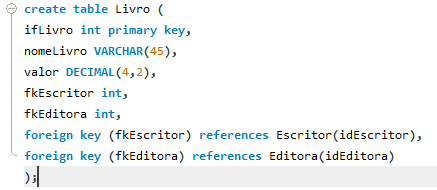 create table Livro (
ifLivro int primary key,
nomeLivro VARCHAR(45),
valor DECIMAL(4,2),
fkEscritor int,
fkEditora int,
foreign key (fkEscritor) references Escritor(idEscritor),
foreign key (fkEditora) references Editora(idEditora)
);